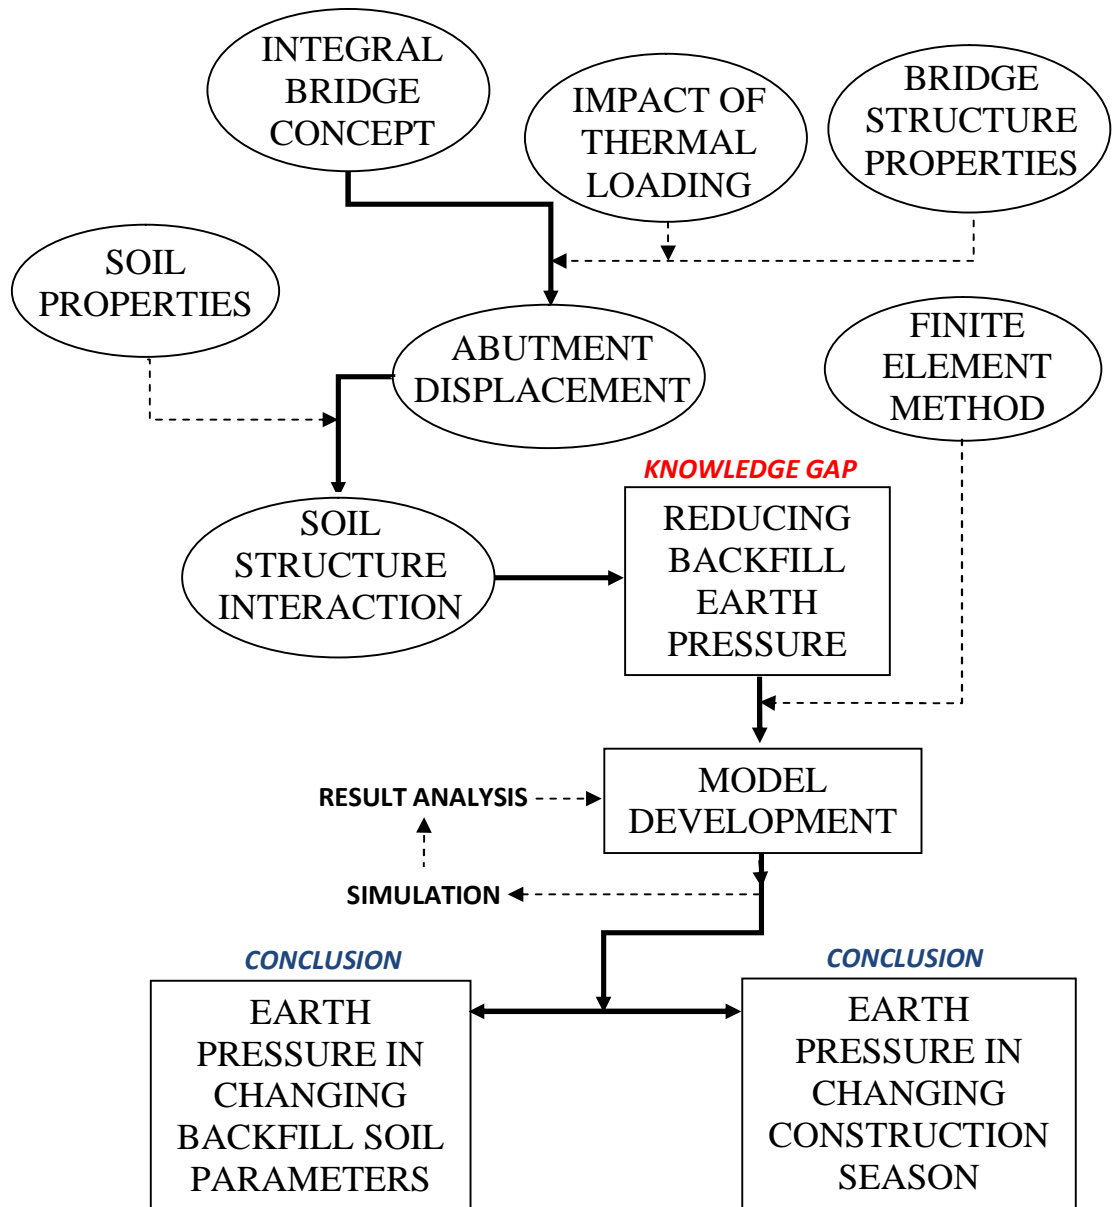 INTEGRAL
BRIDGE
CONCEPT
IMPACT OF
THERMAL
LOADING
BRIDGE
STRUCTURE
PROPERTIES
SOIL
PROPERTIES
ABUTMENT
DISPLACEMENT
FINITE
ELEMENT
METHOD
KNOWLEDGE GAP
SOIL
STRUCTURE
INTERACTION
REDUCING
BACKFILL
EARTH
PRESSURE
MODEL
DEVELOPMENT
RESULT ANALYSIS
SIMULATION
CONCLUSION
EARTH
PRESSURE IN
CHANGING
BACKFILL SOIL
PARAMETERS
CONCLUSION
EARTH
PRESSURE IN
CHANGING
CONSTRUCTION
SEASON